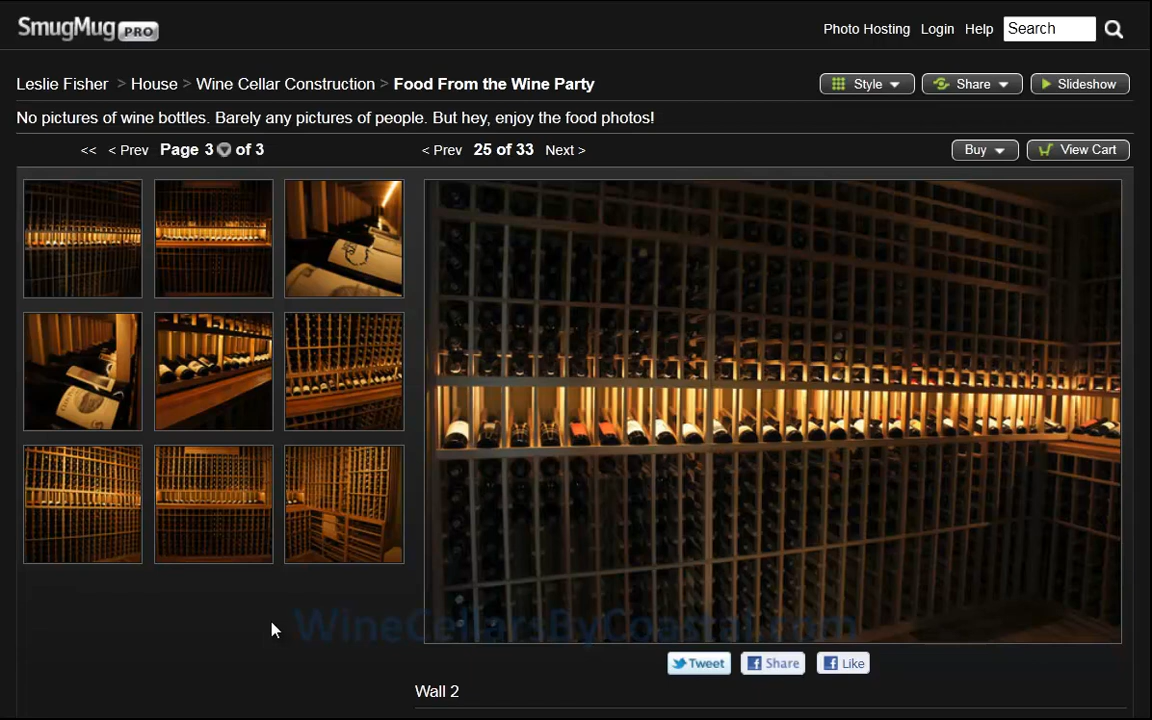 SmugMug PRO
Photo Hosting Login Help Search
Leslie Fisher > House > Wine Cellar Construction > Food From the Wine Party
Style Share Slideshow
No pictures of wine bottles. Barely any pictures of people. But hey, enjoy the food photos!
<< < Prev Page 3 of 3 < Prev 25 of 33 Next > Buy View Cart
WineCellarsByCoastal.com
Tweet Share Like
Wall 2